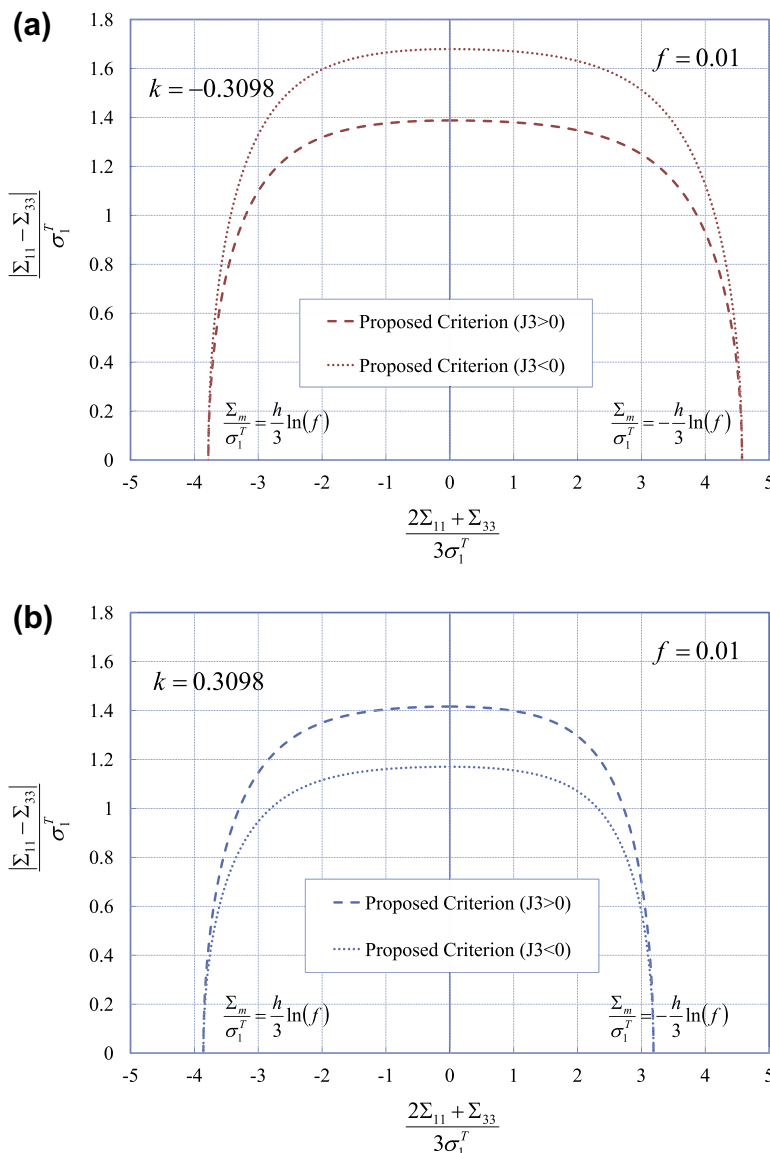 (a)
1.8
1.6
1.4
1.2
1
1.8
1.6
0.4
0.2
0
k = −0.3098
f = 0.01
|Σ₁₁ − Σ₃₃| / σ₁ᵀ
Proposed Criterion (J3>0)
Proposed Criterion (J3<0)
Σₘ/σ₁ᵀ = h/3 ln(f)
Σₘ/σ₁ᵀ = −h/3 ln(f)
-5 -4 -3 -2 -1 0 1 2 3 4 5
2Σ₁₁ + Σ₃₃ / 3σ₁ᵀ
(b)
1.8
1.6
1.4
1.2
1
0.8
0.6
0.4
0.2
0
k = 0.3098
f = 0.01
|Σ₁₁ − Σ₃₃| / σ₁ᵀ
Proposed Criterion (J3>0)
Proposed Criterion (J3<0)
Σₘ/σ₁ᵀ = h/3 ln(f)
Σₘ/σ₁ᵀ = −h/3 ln(f)
-5 -4 -3 -2 -1 0 1 2 3 4 5
2Σ₁₁ + Σ₃₃ / 3σ₁ᵀ